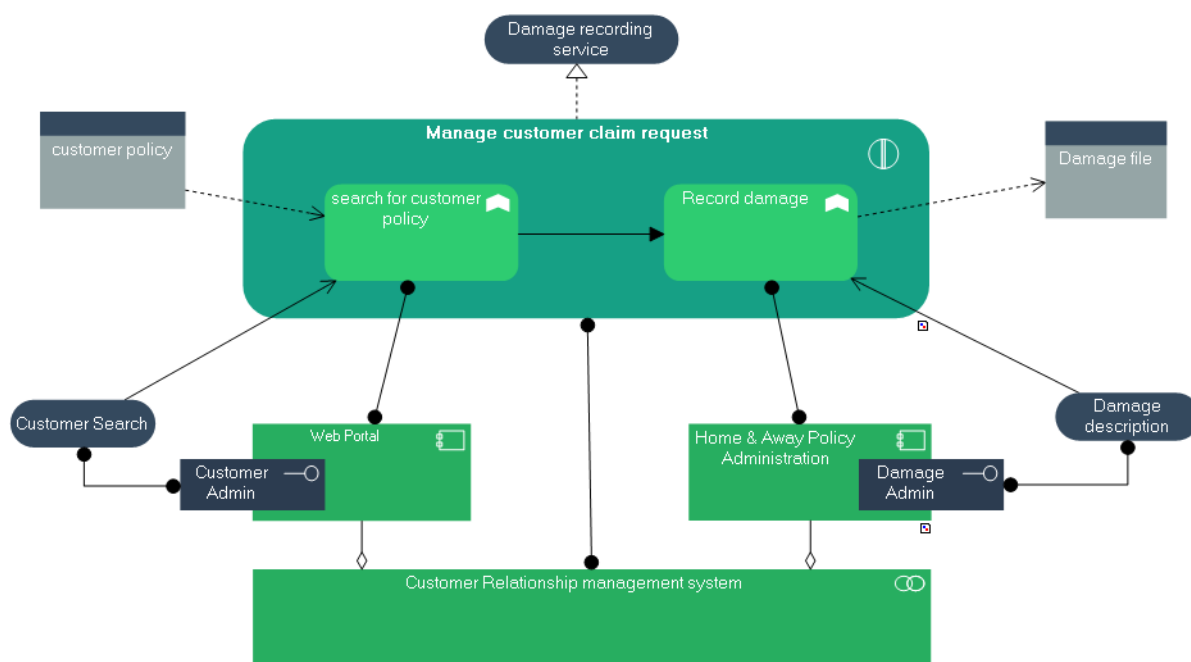 Damage recording
service
Manage customer claim request
customer policy
Damage file
search for customer
policy
Record damage
Customer Search
Damage
description
Web Portal
Home & Away Policy
Administration
Customer
Admin
Damage
Admin
Customer Relationship management system